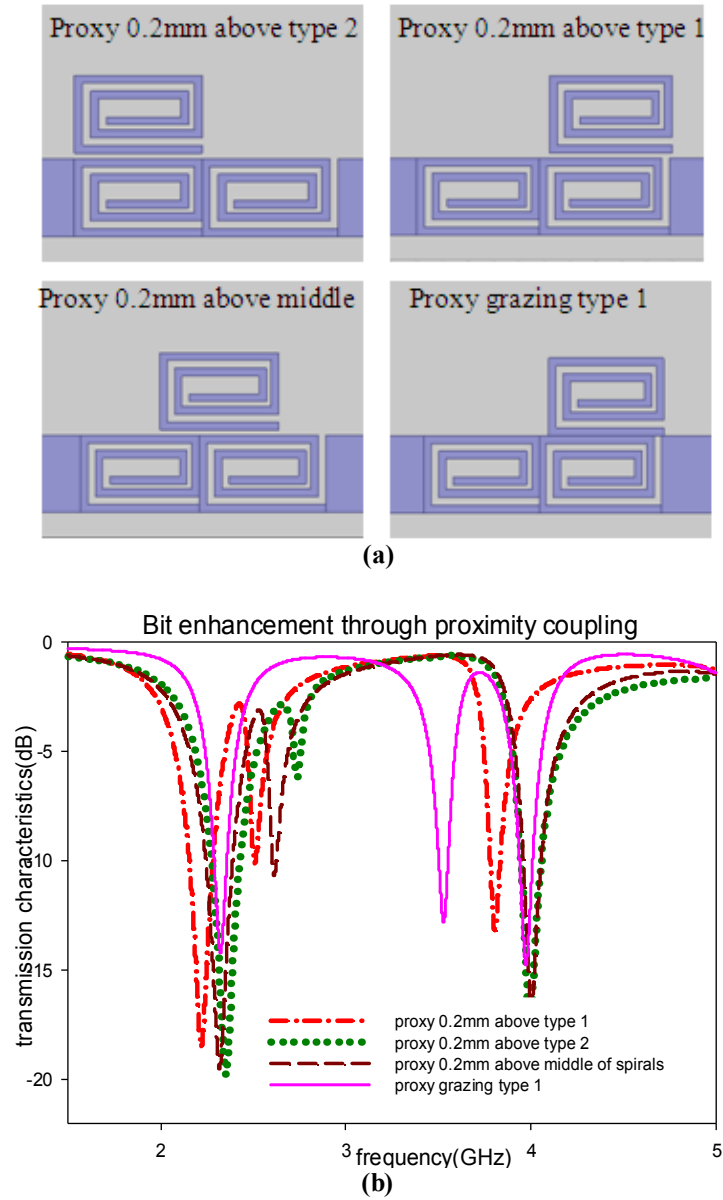 Proxy 0.2mm above type 2
Proxy 0.2mm above type 1
Proxy 0.2mm above middle
Proxy grazing type 1
(a)
Bit enhancement through proximity coupling
0
-5
-10
-15
-20
transmission characteristics(dB)
proxy 0.2mm above type 1
proxy 0.2mm above type 2
proxy 0.2mm above middle of spirals
proxy grazing type 1
2
3
4
5
frequency(GHz)
(b)